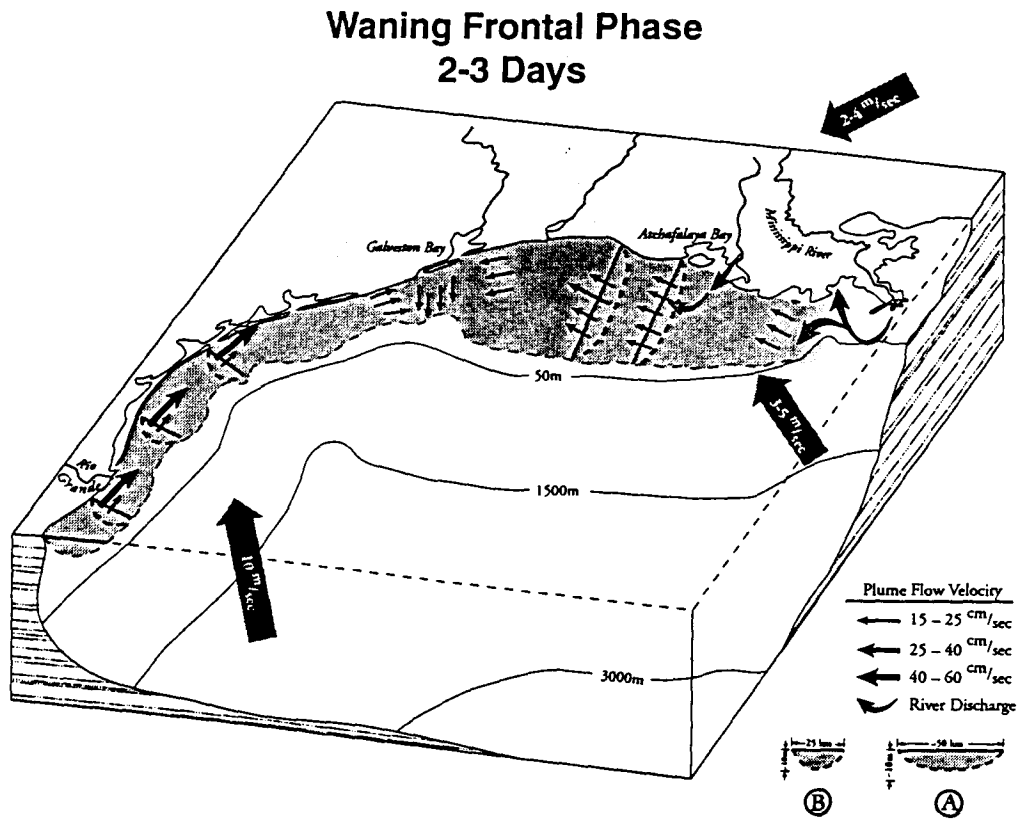 Waning Frontal Phase
2-3 Days
2-4 m/sec
Mississippi River
Atchafalaya Bay
Galveston Bay
50m
3-5 m/sec
Rio
Grande
1500m
10 m/sec
3000m
Plume Flow Velocity
15 – 25 cm/sec
25 – 40 cm/sec
40 – 60 cm/sec
River Discharge
~25 km
~50 km
B
A